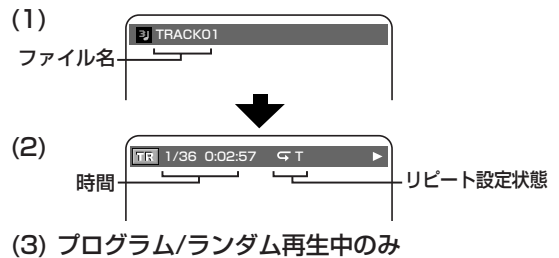 (1)
TRACK01
ファイル名
(2)
TR 1/36 0:02:57 T
時間
リピート設定状態
(3) プログラム/ランダム再生中のみ